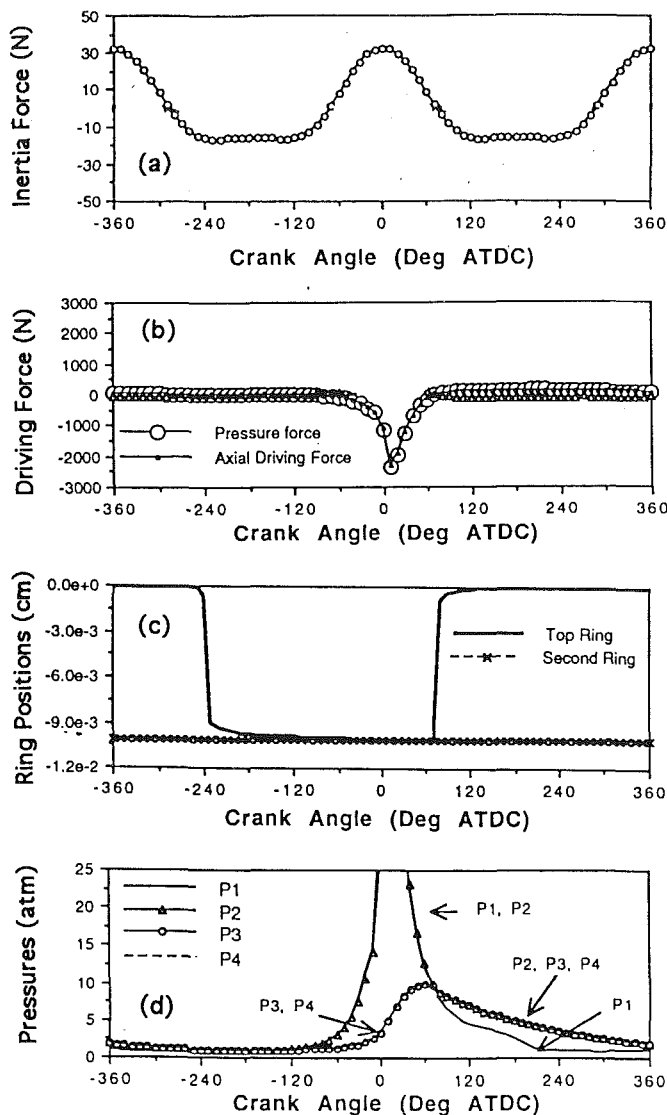 Inertia Force (N)
50
30
10
-10
-30
50
(a)
-360 -240 -120 0 120 240 360
Crank Angle (Deg ATDC)
Driving Force (N)
3000
2000
1000
0
-1000
-2000
-3000
(b)
Pressure force
Axial Driving Force
-360 -240 -120 0 120 240 360
Crank Angle (Deg ATDC)
Ring Positions (cm)
0.0e+0
-3.0e-3
-6.0e-3
-9.0e-3
-1.2e-2
(c)
Top Ring
Second Ring
-360 -240 -120 0 120 240 360
Crank Angle (Deg ATDC)
Pressures (atm)
25
20
15
10
5
0
P1
P2
P3
P4
(d)
P1, P2
P3, P4
P2, P3, P4
P1
-360 -240 -120 0 120 240 360
Crank Angle (Deg ATDC)